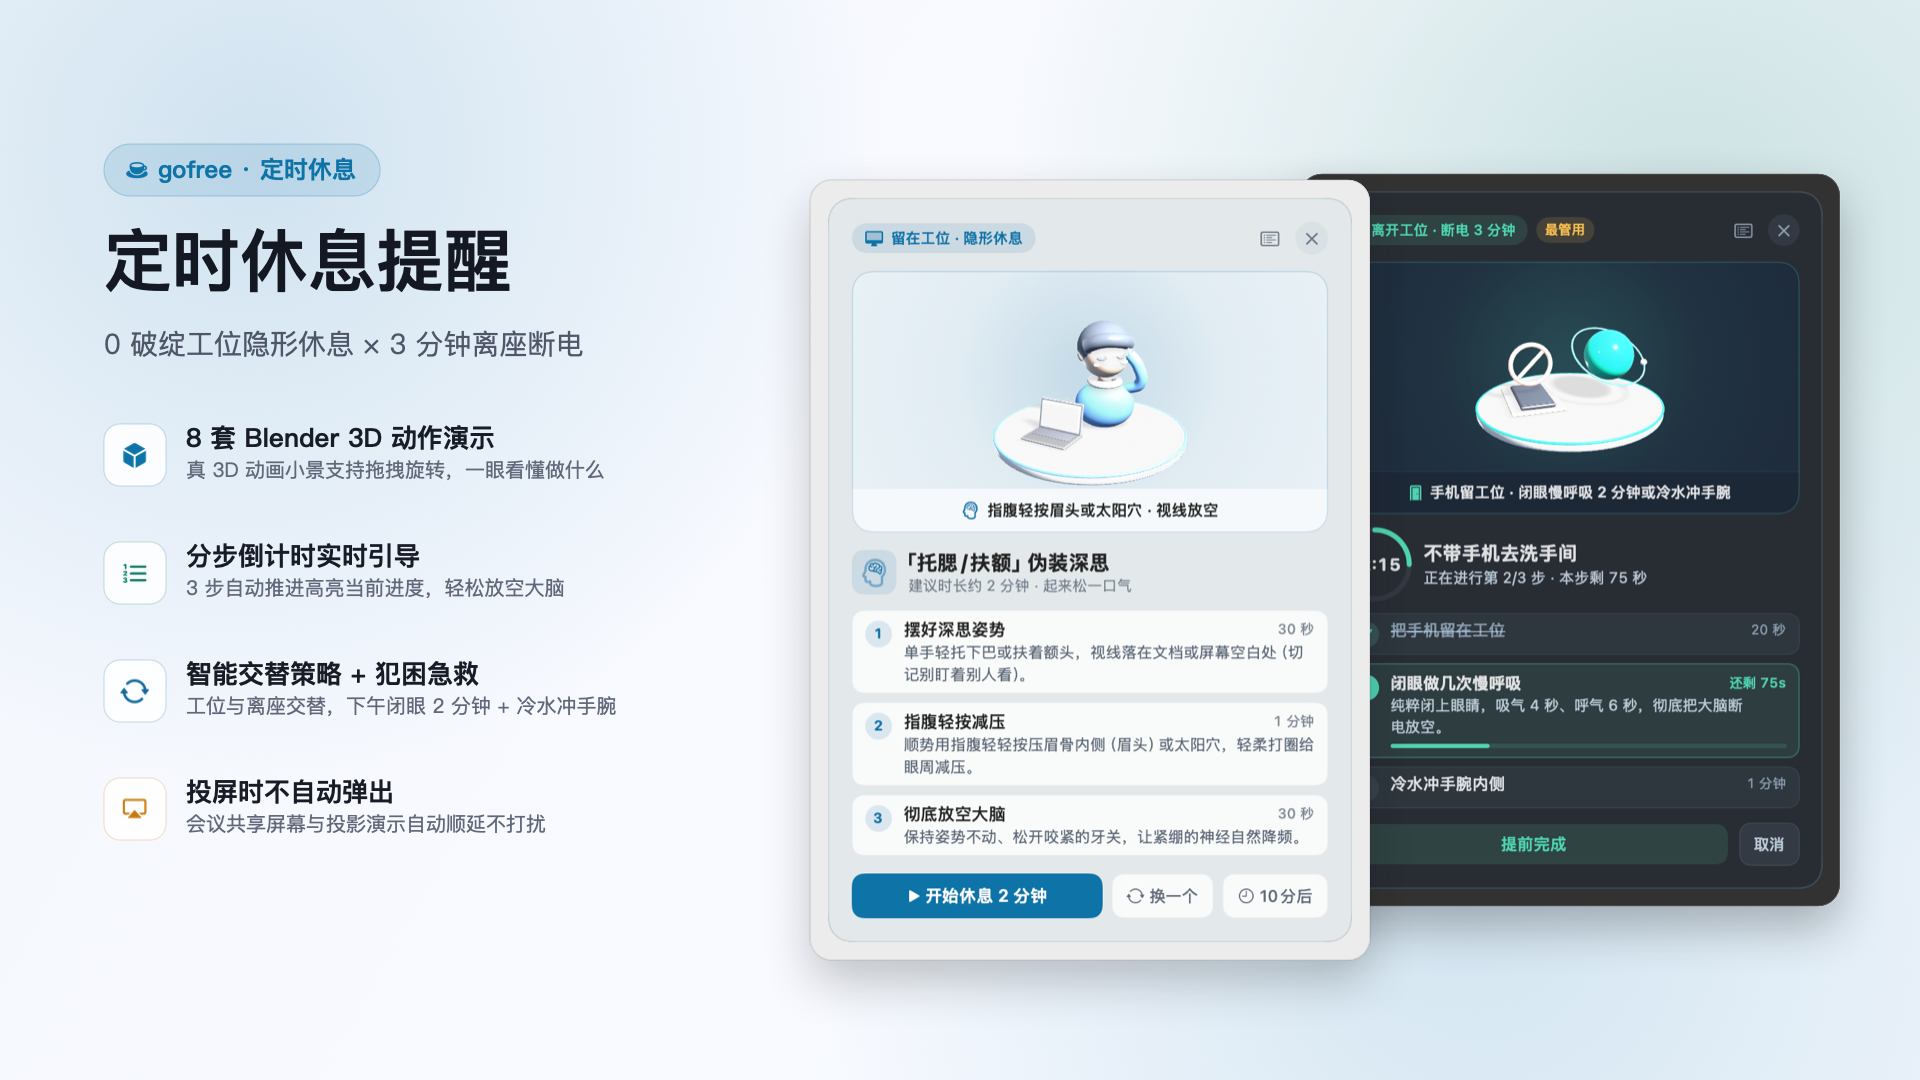 gofree · 定时休息
定时休息提醒
0 破绽工位隐形休息 × 3 分钟离座断电
8 套 Blender 3D 动作演示
真 3D 动画小景支持拖拽旋转，一眼看懂做什么
分步倒计时实时引导
3 步自动推进高亮当前进度，轻松放空大脑
智能交替策略 + 犯困急救
工位与离座交替，下午闭眼 2 分钟 + 冷水冲手腕
投屏时不自动弹出
会议共享屏幕与投影演示自动顺延不打扰
留在工位 · 隐形休息
指腹轻按眉头或太阳穴 · 视线放空
「托腮/扶额」伪装深思
建议时长约 2 分钟 · 起来松一口气
1 摆好深思姿势 30 秒
单手轻托下巴或扶着额头，视线落在文档或屏幕空白处（切
记别盯着别人看）。
2 指腹轻按减压 1 分钟
顺势用指腹轻轻按压眉骨内侧（眉头）或太阳穴，轻柔打圈给
眼周减压。
3 彻底放空大脑 30 秒
保持姿势不动、松开咬紧的牙关，让紧绷的神经自然降频。
开始休息 2 分钟 换一个 10 分后
离开工位 · 断电 3 分钟 最管用
手机留工位 · 闭眼慢呼吸 2 分钟或冷水冲手腕
:15 不带手机去洗手间
正在进行第 2/3 步 · 本步剩 75 秒
把手机留在工位 20 秒
闭眼做几次慢呼吸 还剩 75s
纯粹闭上眼睛，吸气 4 秒、呼气 6 秒，彻底把大脑断
电放空。
冷水冲手腕内侧 1 分钟
提前完成 取消